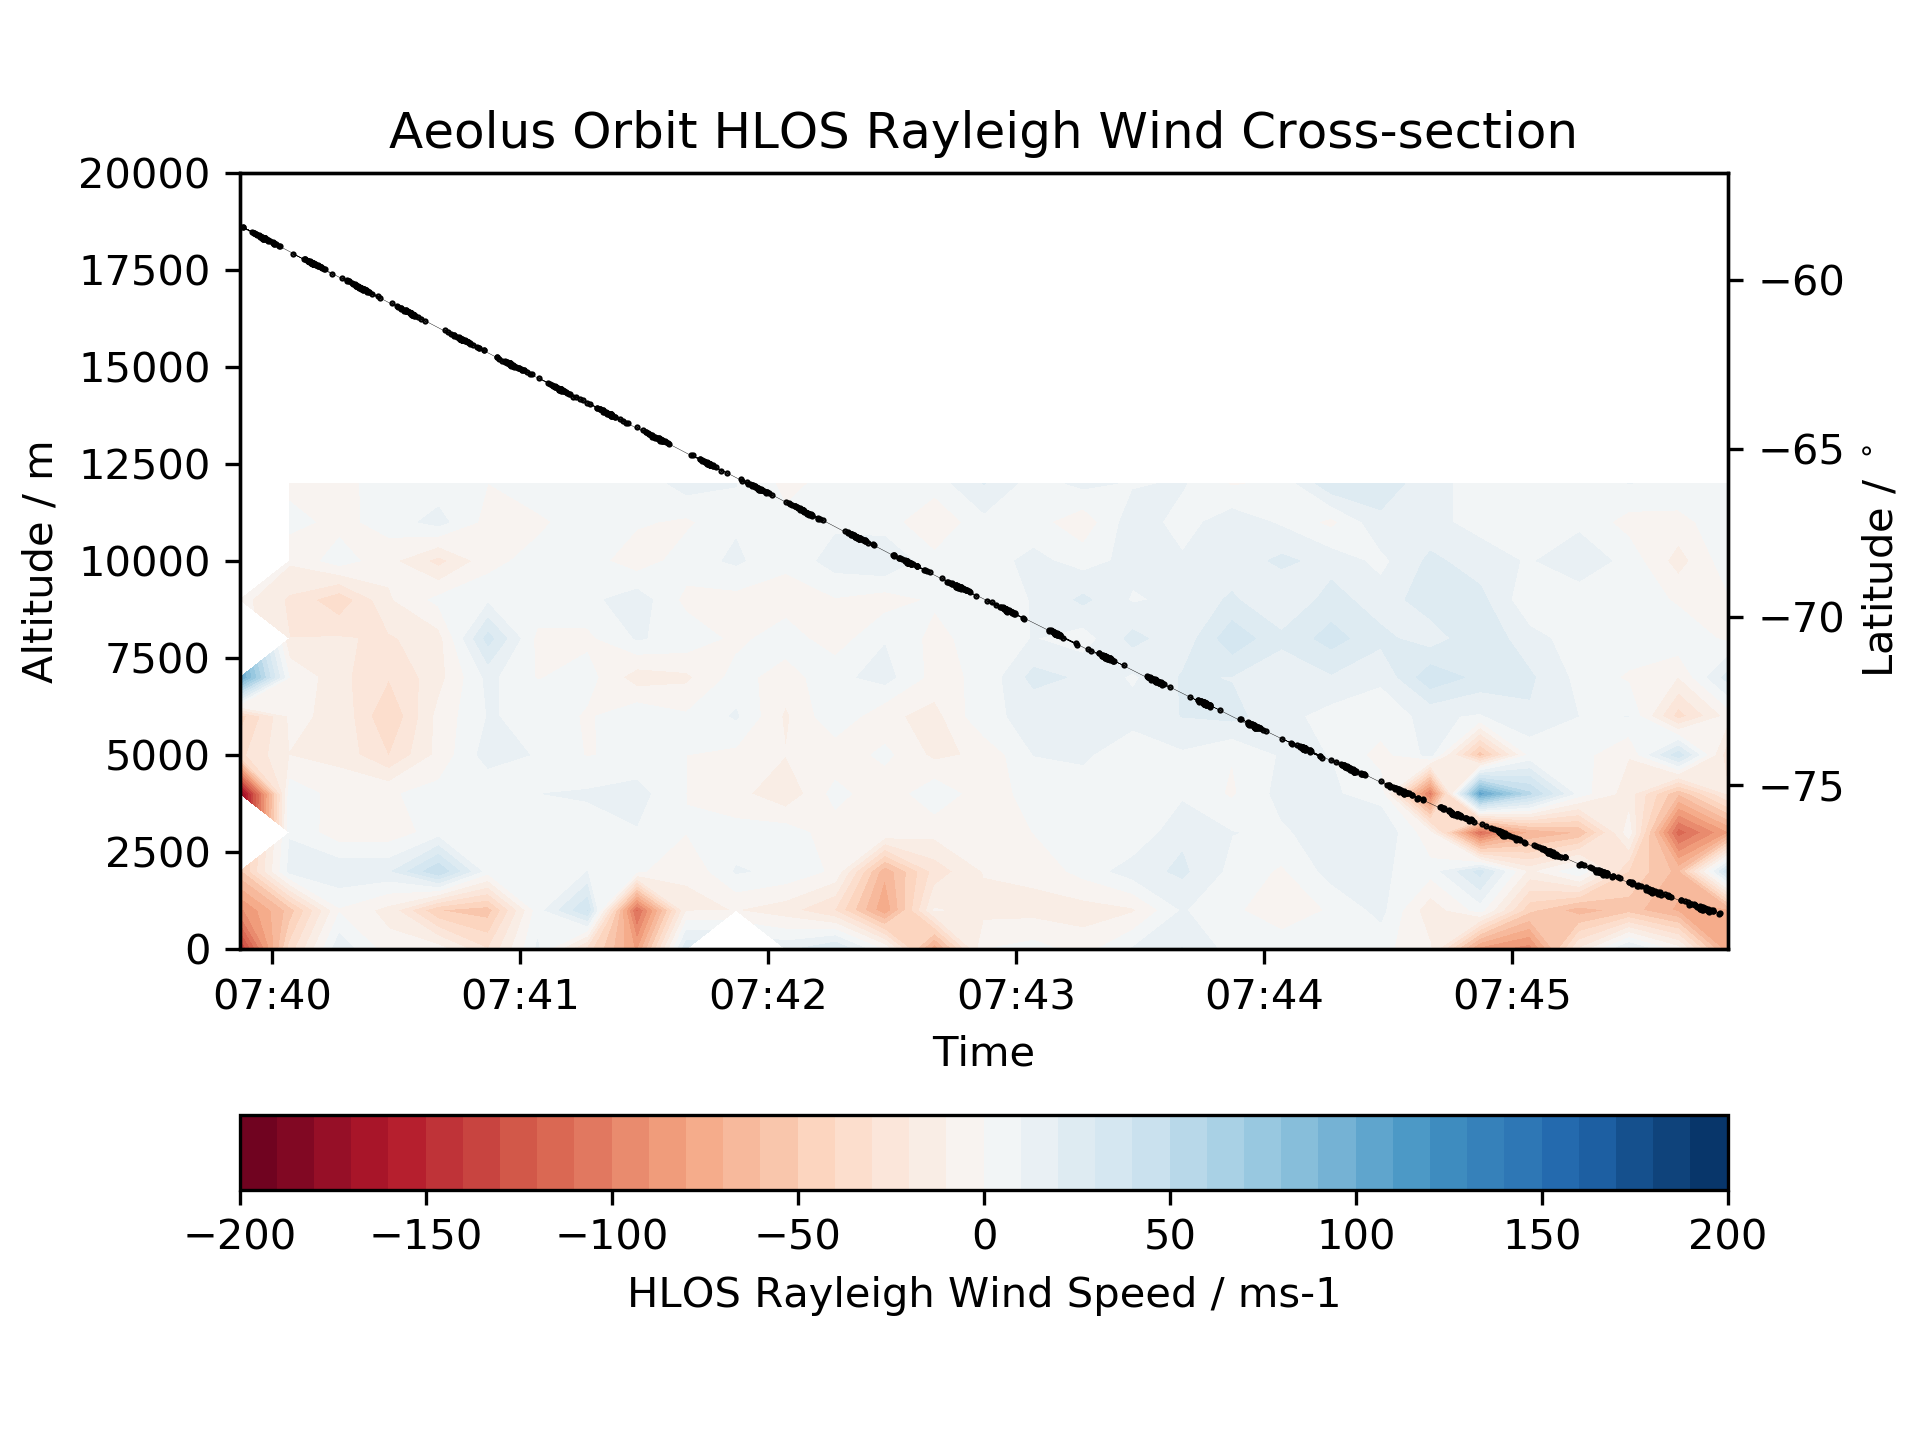 Aeolus Orbit HLOS Rayleigh Wind Cross-section
20000
17500
15000
12500
10000
7500
5000
2500
0
Altitude / m
−60
−65
−70
−75
Latitude / °
07:40 07:41 07:42 07:43 07:44 07:45
Time
−200 −150 −100 −50 0 50 100 150 200
HLOS Rayleigh Wind Speed / ms-1